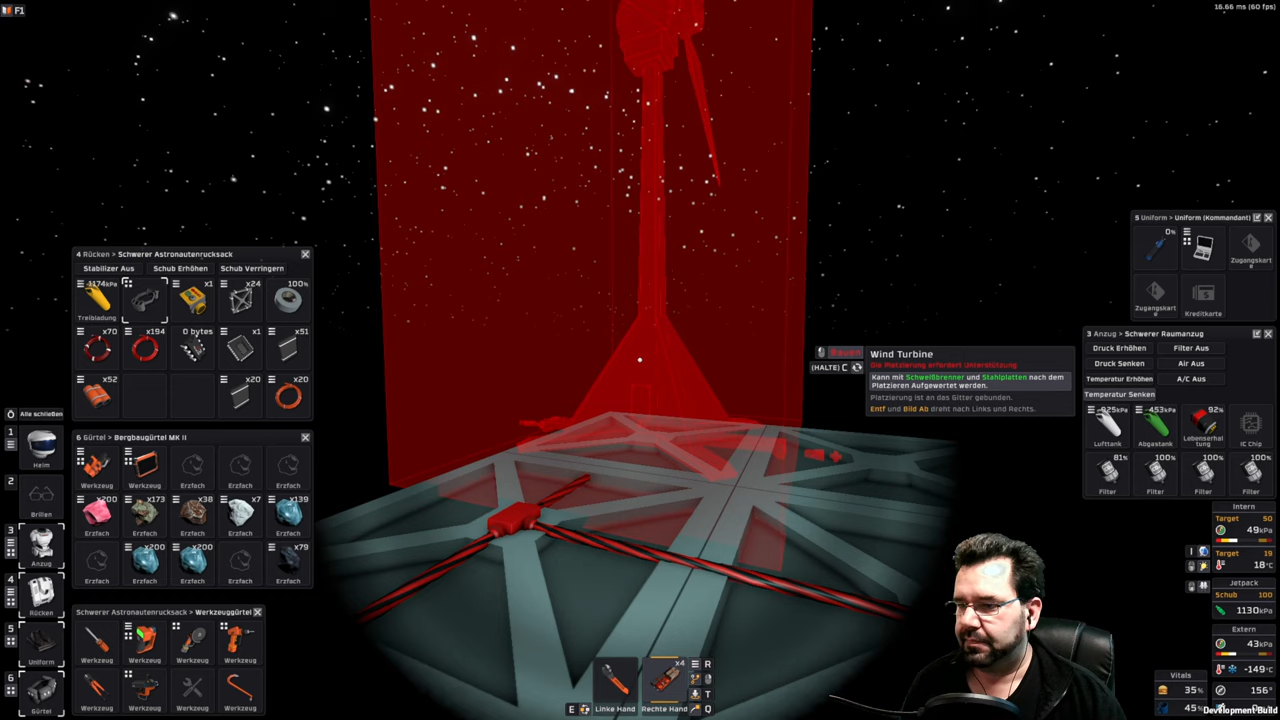 F1
16.66 ms (60 fps)
4 Rücken > Schwerer Astronautenrucksack
Stabilizer Aus Schub Erhöhen Schub Verringern
1174kPa x1 x24 100%
Treibladung
x70 x194 0 bytes x1 x51
x52 x20 x20
Alle schließen
6 Gürtel > Bergbaugürtel MK II
Werkzeug Werkzeug Erzfach Erzfach Erzfach
x200 x173 x38 x7 x139
Erzfach Erzfach Erzfach Erzfach Erzfach
x200 x200 x79
Erzfach Erzfach Erzfach Erzfach Erzfach
Schwerer Astronautenrucksack > Werkzeuggürtel
Werkzeug Werkzeug Werkzeug Werkzeug
Werkzeug Werkzeug Werkzeug Werkzeug
1
Helm
2
Brillen
3
Anzug
4
Rücken
5
Uniform
6
Gürtel
Bauen
(HALTE) C
Wind Turbine
Die Platzierung erfordert Unterstützung
Kann mit Schweißbrenner und Stahlplatten nach dem
Platzieren Aufgewertet werden.
Platzierung ist an das Gitter gebunden.
Entf und Bild Ab dreht nach Links und Rechts.
5 Uniform > Uniform (Kommandant)
0%
Zugangskart
e
Zugangskart
e
Kreditkarte
3 Anzug > Schwerer Raumanzug
Druck Erhöhen Filter Aus
Druck Senken Air Aus
Temperatur Erhöhen A/C Aus
Temperatur Senken
453kPa 92%
Lufttank Abgastank Lebenserhal
tung IC Chip
81% 100% 100% 100%
Filter Filter Filter Filter
Intern
Target 50
49kPa
Target 19
18°C
Jetpack
Schub 100
1130kPa
Extern
43kPa
-149°C
Vitals
35% 156°
45%
Development Build
E
Linke Hand
x4
Rechte Hand
R
T
Q